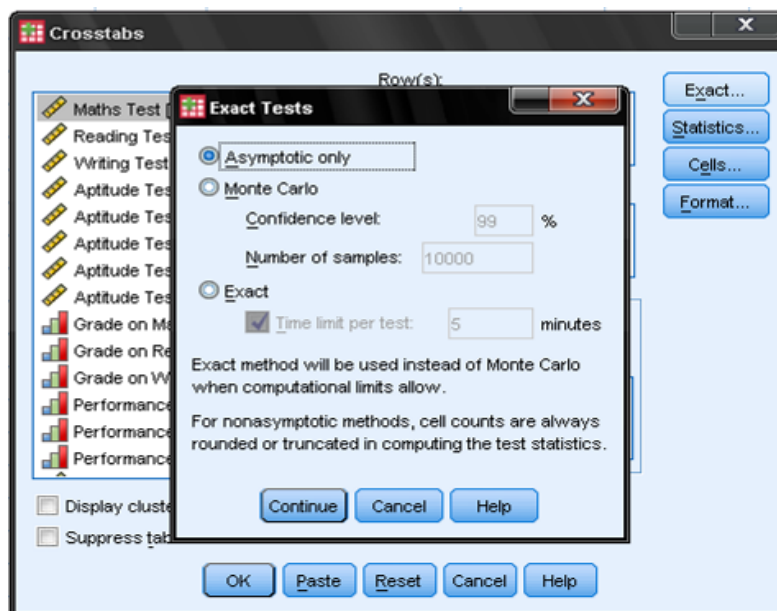 Crosstabs
Row(s):
Exact...
Statistics...
Cells...
Format...
Maths Test
Reading Tes
Writing Test
Aptitude Tes
Aptitude Tes
Aptitude Tes
Aptitude Tes
Aptitude Tes
Grade on Ma
Grade on Re
Grade on W
Performance
Performance
Performance
Exact Tests
Asymptotic only
Monte Carlo
Confidence level: 99 %
Number of samples: 10000
Exact
Time limit per test: 5 minutes
Exact method will be used instead of Monte Carlo
when computational limits allow.
For nonasymptotic methods, cell counts are always
rounded or truncated in computing the test statistics.
Continue Cancel Help
Display cluste
Suppress tab
OK Paste Reset Cancel Help